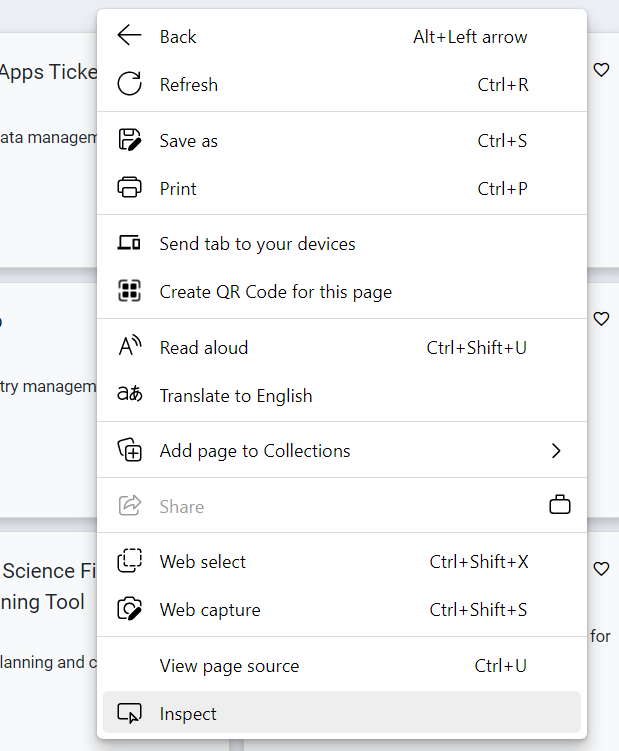 Back Alt+Left arrow
Apps Ticke
Refresh Ctrl+R
ata managem
Save as Ctrl+S
Print Ctrl+P
Send tab to your devices
Create QR Code for this page
Read aloud Ctrl+Shift+U
try managem
Translate to English
Add page to Collections
Share
Science Fi
Web select Ctrl+Shift+X
ning Tool
Web capture Ctrl+Shift+S
for
lanning and c
View page source Ctrl+U
Inspect